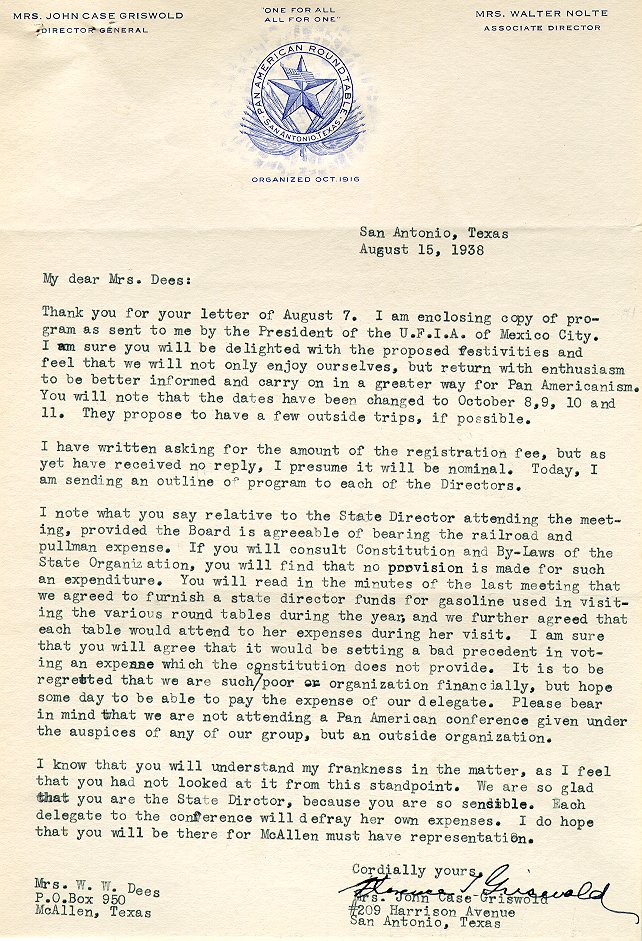 MRS. JOHN CASE GRISWOLD
DIRECTOR GENERAL
"ONE FOR ALL
ALL FOR ONE"
MRS. WALTER NOLTE
ASSOCIATE DIRECTOR
PAN AMERICAN ROUND TABLE
SAN ANTONIO, TEXAS
ORGANIZED OCT. 1916
San Antonio, Texas
August 15, 1938
My dear Mrs. Dees:
Thank you for your letter of August 7. I am enclosing copy of pro-
gram as sent to me by the President of the U.F.I.A. of Mexico City.
I am sure you will be delighted with the proposed festivities and
feel that we will not only enjoy ourselves, but return with enthusiasm
to be better informed and carry on in a greater way for Pan Americanism.
You will note that the dates have been changed to October 8,9, 10 and
11. They propose to have a few outside trips, if possible.
I have written asking for the amount of the registration fee, but as
yet have received no reply, I presume it will be nominal. Today, I
am sending an outline of program to each of the Directors.
I note what you say relative to the State Director attending the meet-
ing, provided the Board is agreeable of bearing the railroad and
pullman expense. If you will consult Constitution and By-Laws of the
State Organization, you will find that no provision is made for such
an expenditure. You will read in the minutes of the last meeting that
we agreed to furnish a state director funds for gasoline used in visit-
ing the various round tables during the year, and we further agreed that
each table would attend to her expenses during her visit. I am sure
that you will agree that it would be setting a bad precedent in vot-
ing an expense which the constitution does not provide. It is to be
regretted that we are such/a poor or organization financially, but hope
some day to be able to pay the expense of our delegate. Please bear
in mind that we are not attending a Pan American conference given under
the auspices of any of our group, but an outside organization.
I know that you will understand my frankness in the matter, as I feel
that you had not looked at it from this standpoint. We are so glad
that you are the State Dirctor, because you are so sensible. Each
delegate to the conference will defray her own expenses. I do hope
that you will be there for McAllen must have representation.
Cordially yours,
Florence T. Griswold
Mrs. John Case Griswold
#209 Harrison Avenue
San Antonio, Texas
Mrs. W. W. Dees
P.O.Box 950
McAllen, Texas